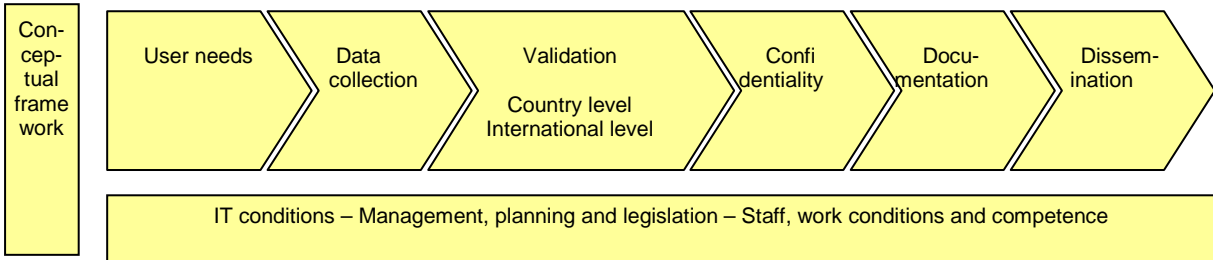 Con-
cep-
tual
frame
work
User needs
Data
collection
Validation
Country level
International level
Confi
dentiality
Docu-
mentation
Dissem-
ination
IT conditions – Management, planning and legislation – Staff, work conditions and competence